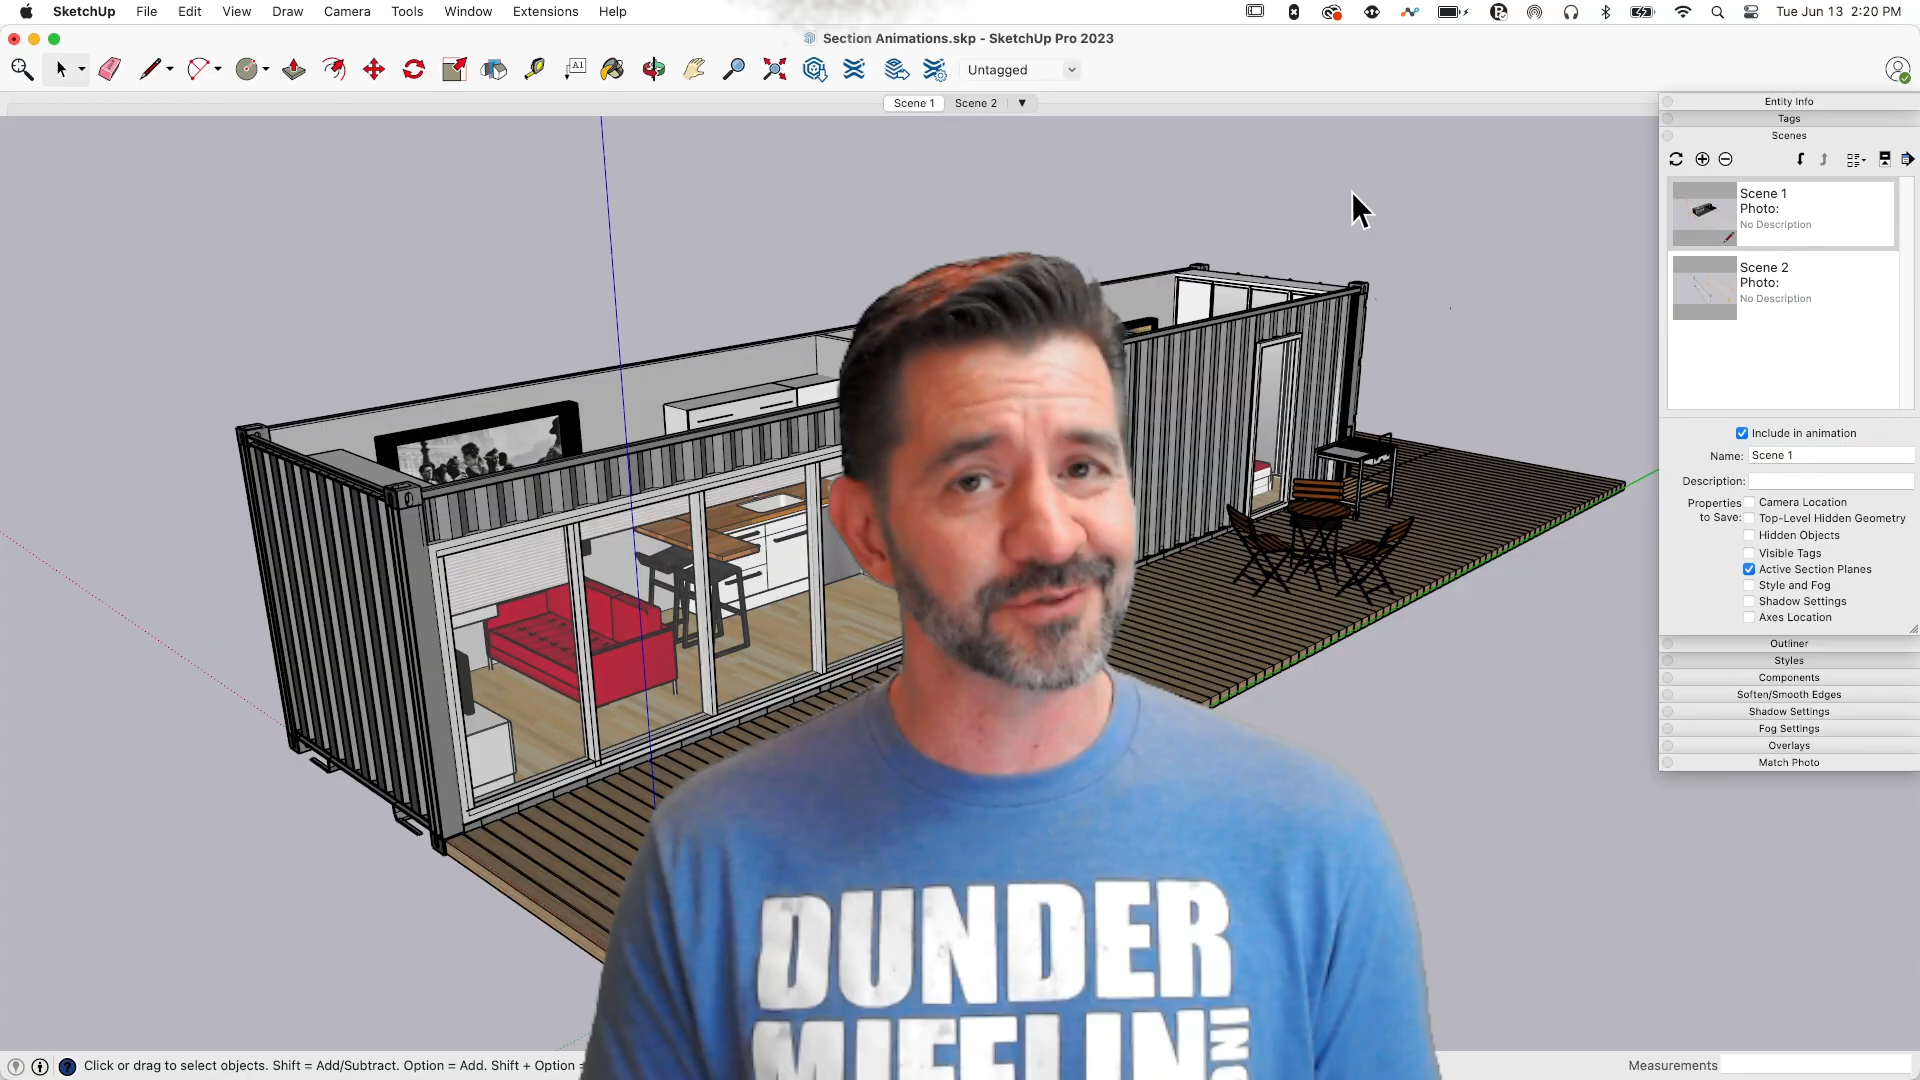 SketchUp File Edit View Draw Camera Tools Window Extensions Help Tue Jun 13 2:20 PM
Section Animations.skp - SketchUp Pro 2023
A1 Untagged
Scene 1 Scene 2
Entity Info
Tags
Scenes
Scene 1
Photo:
No Description
Scene 2
Photo:
No Description
Include in animation
Name: Scene 1
Description:
Properties to Save:
Camera Location
Top-Level Hidden Geometry
Hidden Objects
Visible Tags
Active Section Planes
Style and Fog
Shadow Settings
Axes Location
Outliner
Styles
Components
Soften/Smooth Edges
Shadow Settings
Fog Settings
Overlays
Match Photo
DUNDER
MIFFLIN
Click or drag to select objects. Shift = Add/Subtract. Option = Add. Shift + Option =
Measurements